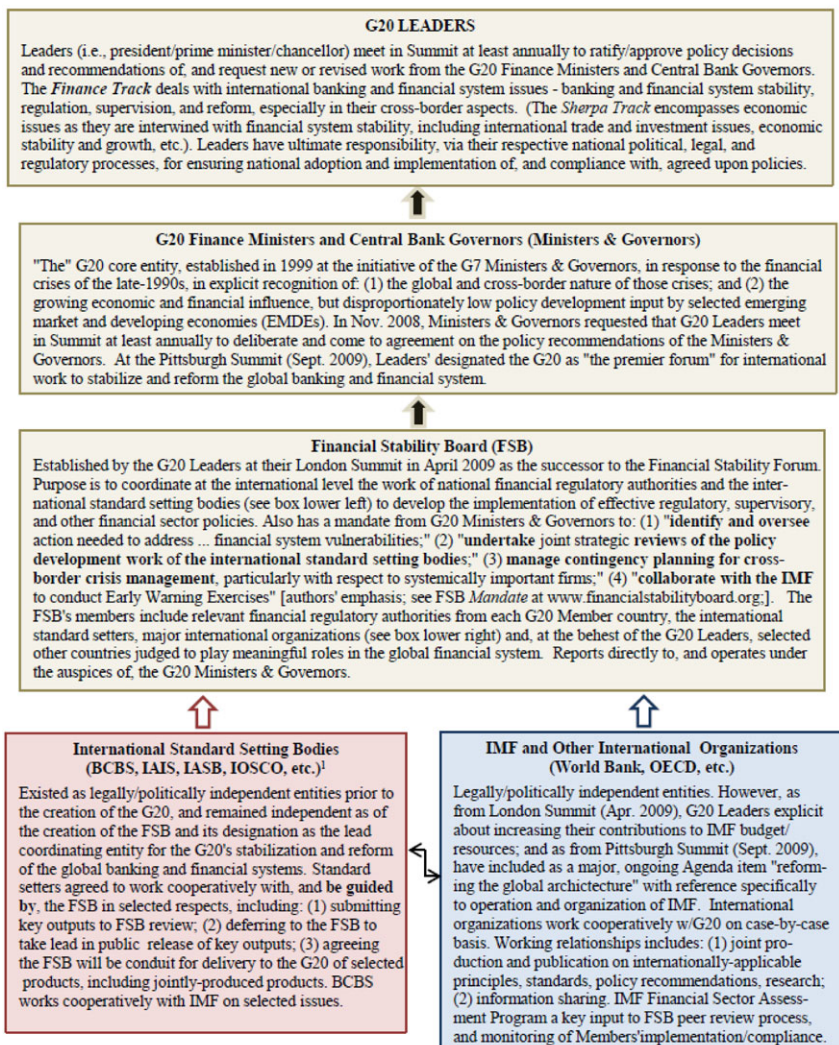 G20 LEADERS
Leaders (i.e., president/prime minister/chancellor) meet in Summit at least annually to ratify/approve policy decisions
and recommendations of, and request new or revised work from the G20 Finance Ministers and Central Bank Governors.
The Finance Track deals with international banking and financial system issues - banking and financial system stability,
regulation, supervision, and reform, especially in their cross-border aspects.  (The Sherpa Track encompasses economic
issues as they are interwined with financial system stability, including international trade and investment issues, economic
stability and growth, etc.). Leaders have ultimate responsibility, via their respective national political, legal, and
regulatory processes, for ensuring national adoption and implementation of, and compliance with, agreed upon policies.
G20 Finance Ministers and Central Bank Governors (Ministers & Governors)
"The" G20 core entity, established in 1999 at the initiative of the G7 Ministers & Governors, in response to the financial
crises of the late-1990s, in explicit recognition of: (1) the global and cross-border nature of those crises; and (2) the
growing economic and financial influence, but disproportionately low policy development input by selected emerging
market and developing economies (EMDEs). In Nov. 2008, Ministers & Governors requested that G20 Leaders meet
in Summit at least annually to deliberate and come to agreement on the policy recommendations of the Ministers &
Governors.  At the Pittsburgh Summit (Sept. 2009), Leaders' designated the G20 as "the premier forum" for international
work to stabilize and reform the global banking and financial system.
Financial Stability Board (FSB)
Established by the G20 Leaders at their London Summit in April 2009 as the successor to the Financial Stability Forum.
Purpose is to coordinate at the international level the work of national financial regulatory authorities and the inter-
national standard setting bodies (see box lower left) to develop the implementation of effective regulatory, supervisory,
and other financial sector policies. Also has a mandate from G20 Ministers & Governors to: (1) "identify and oversee
action needed to address ... financial system vulnerabilities;" (2) "undertake joint strategic reviews of the policy
development work of the international standard setting bodies;" (3) manage contingency planning for cross-
border crisis management, particularly with respect to systemically important firms;" (4) "collaborate with the IMF
to conduct Early Warning Exercises" [authors' emphasis; see FSB Mandate at www.financialstabilityboard.org;].   The
FSB's members include relevant financial regulatory authorities from each G20 Member country, the international
standard setters, major international organizations (see box lower right) and, at the behest of the G20 Leaders, selected
other countries judged to play meaningful roles in the global financial system.  Reports directly to, and operates under
the auspices of, the G20 Ministers & Governors.
International Standard Setting Bodies
(BCBS, IAIS, IASB, IOSCO, etc.)¹
Existed as legally/politically independent entities prior to
the creation of the G20, and remained independent as of
the creation of the FSB and its designation as the lead
coordinating entity for the G20's stabilization and reform
of the global banking and financial systems. Standard
setters agreed to work cooperatively with, and be guided
by, the FSB in selected respects, including: (1) submitting
key outputs to FSB review; (2) deferring to the FSB to
take lead in public  release of key outputs; (3) agreeing
the FSB will be conduit for delivery to the G20 of selected
products, including jointly-produced products. BCBS
works cooperatively with IMF on selected issues.
IMF and Other International  Organizations
(World Bank, OECD, etc.)
Legally/politically independent entities. However, as
from London Summit (Apr. 2009), G20 Leaders explicit
about increasing their contributions to IMF budget/
resources; and as from Pittsburgh Summit (Sept. 2009),
have included as a major, ongoing Agenda item "reform-
ing the global archictecture" with reference specifically
to operation and organization of IMF.  International
organizations work cooperatively w/G20 on case-by-case
basis. Working relationships includes: (1) joint pro-
duction and publication on internationally-applicable
principles, standards, policy recommendations, research;
(2) information sharing. IMF Financial Sector Assess-
ment Program a key input to FSB peer review process,
and monitoring of Members'implementation/compliance.